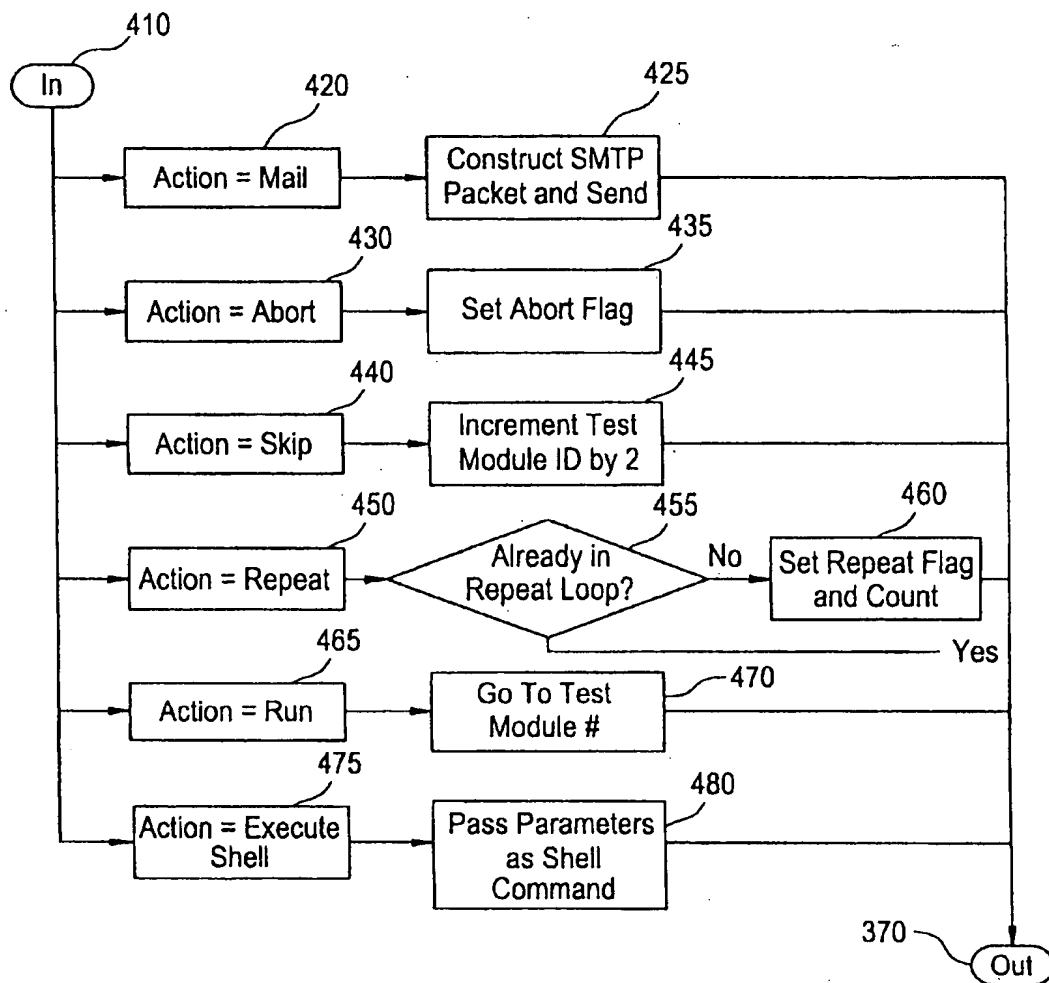 410
In
420
Action = Mail
425
Construct SMTP
Packet and Send
430
Action = Abort
435
Set Abort Flag
440
Action = Skip
445
Increment Test
Module ID by 2
450
Action = Repeat
455
Already in
Repeat Loop?
No
Yes
460
Set Repeat Flag
and Count
465
Action = Run
470
Go To Test
Module #
475
Action = Execute
Shell
480
Pass Parameters
as Shell
Command
370
Out